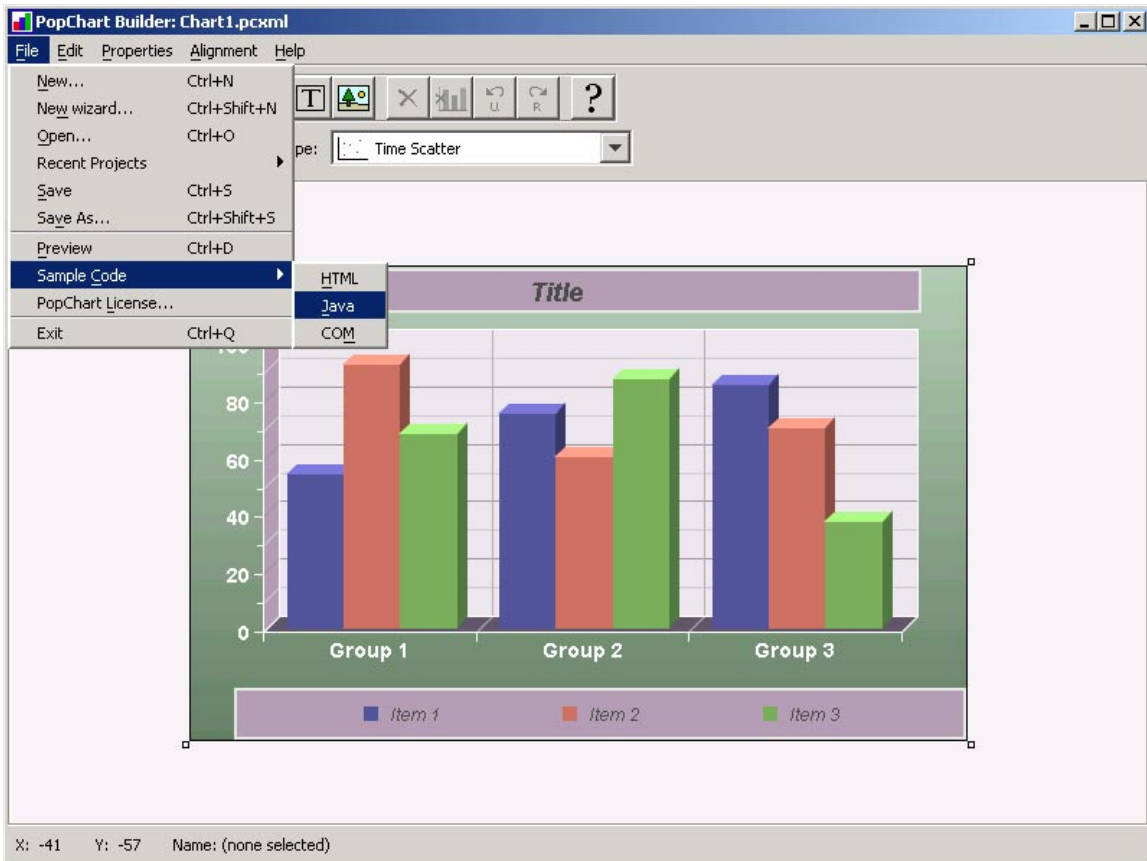 PopChart Builder: Chart1.pcxml
File Edit Properties Alignment Help
New... Ctrl+N
New wizard... Ctrl+Shift+N
Open... Ctrl+O
Recent Projects
Save Ctrl+S
Save As... Ctrl+Shift+S
Preview Ctrl+D
Sample Code
PopChart License...
Exit Ctrl+Q
HTML
Java
COM
T
U
R
?
pe: Time Scatter
Title
100
80
60
40
20
0
Group 1 Group 2 Group 3
Item 1 Item 2 Item 3
X: -41 Y: -57 Name: (none selected)